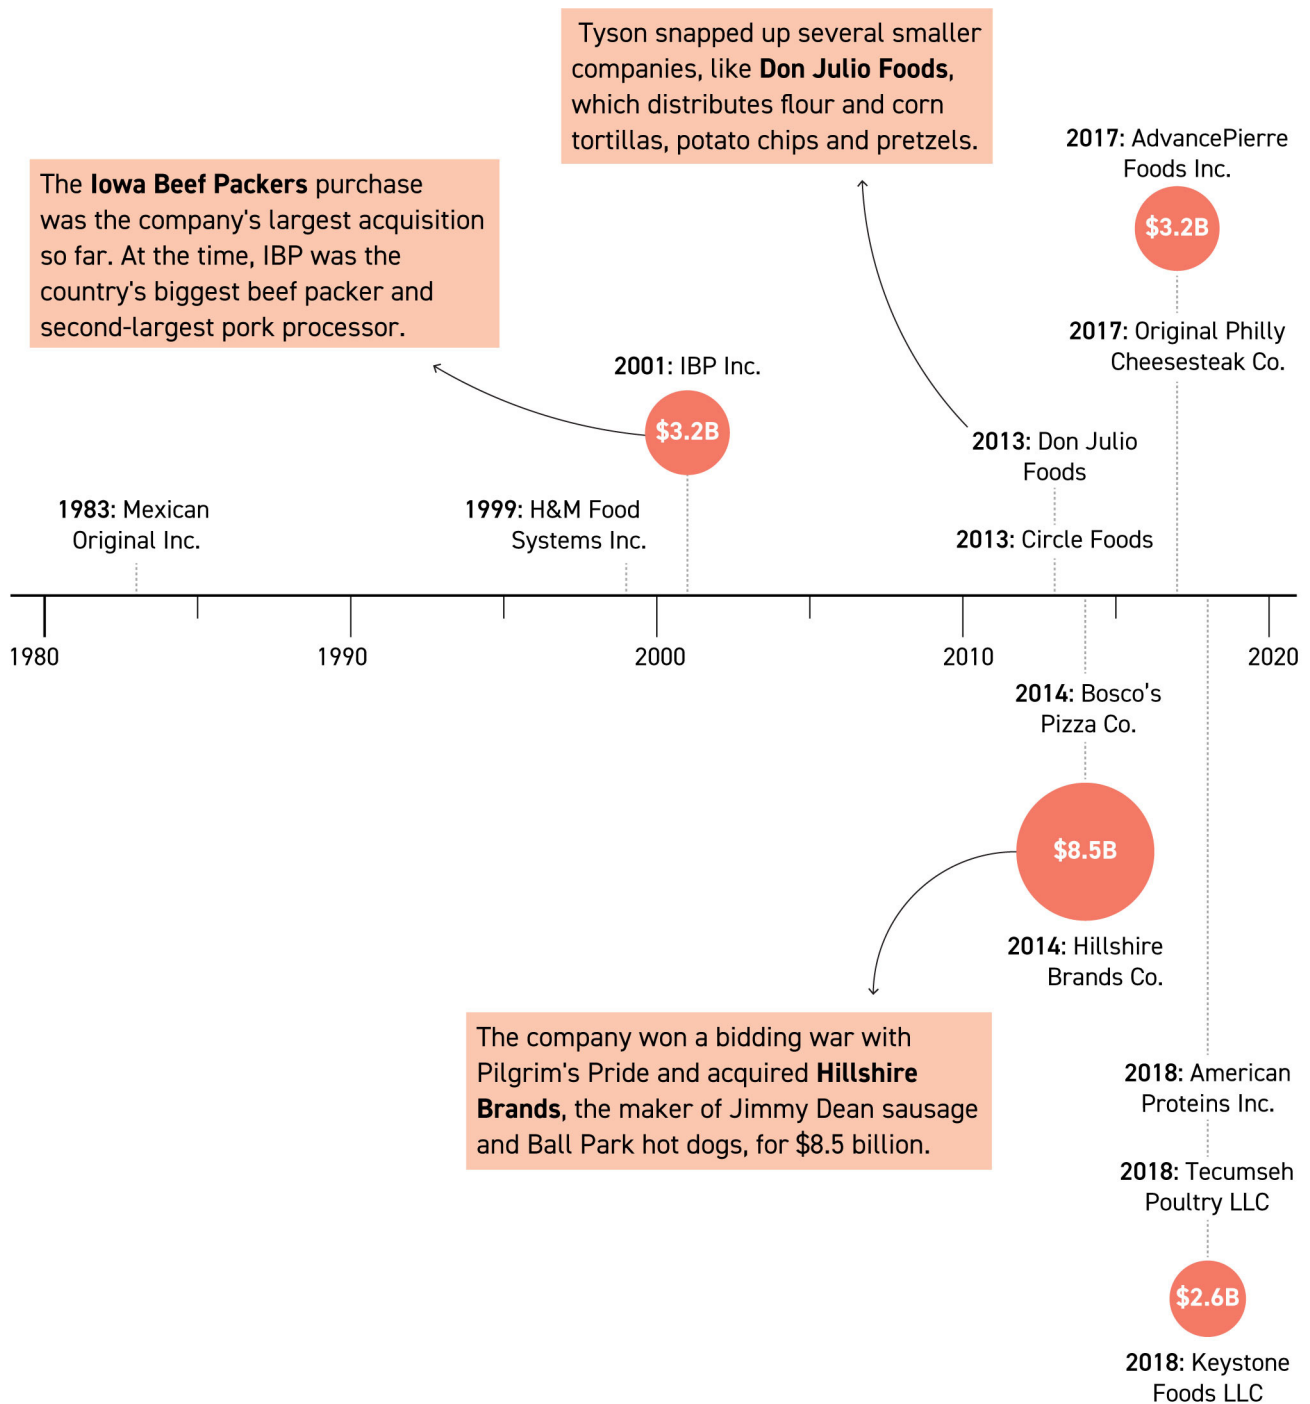 Tyson snapped up several smaller
companies, like Don Julio Foods,
which distributes flour and corn
tortillas, potato chips and pretzels.
2017: AdvancePierre
Foods Inc.
$3.2B
The Iowa Beef Packers purchase
was the company's largest acquisition
so far. At the time, IBP was the
country's biggest beef packer and
second-largest pork processor.
2017: Original Philly
Cheesesteak Co.
2001: IBP Inc.
$3.2B
2013: Don Julio
Foods
1983: Mexican
Original Inc.
1999: H&M Food
Systems Inc.
2013: Circle Foods
1980
1990
2000
2010
2020
2014: Bosco's
Pizza Co.
$8.5B
2014: Hillshire
Brands Co.
The company won a bidding war with
Pilgrim's Pride and acquired Hillshire
Brands, the maker of Jimmy Dean sausage
and Ball Park hot dogs, for $8.5 billion.
2018: American
Proteins Inc.
2018: Tecumseh
Poultry LLC
$2.6B
2018: Keystone
Foods LLC